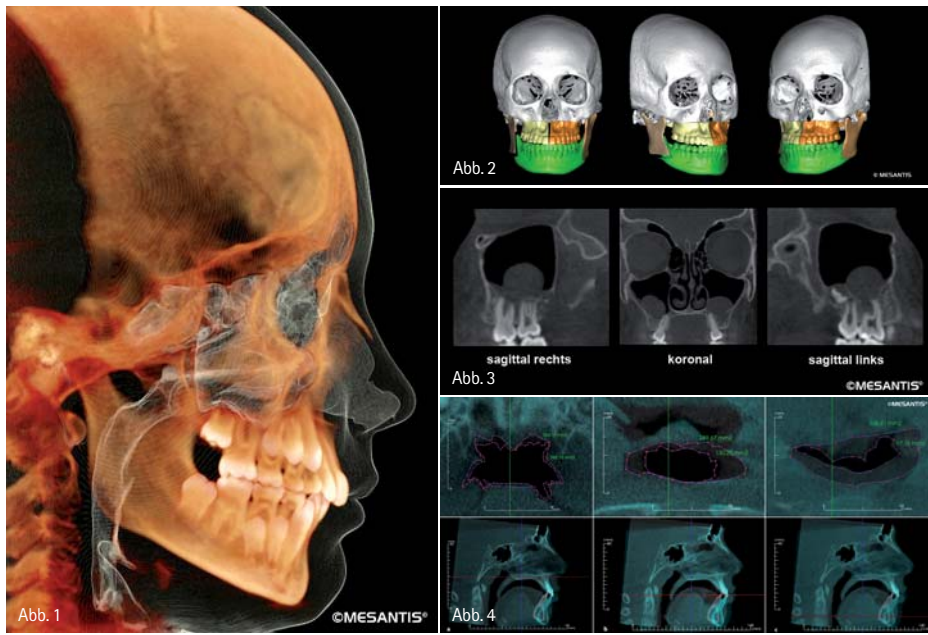 Abb. 1
©MESANTIS®
Abb. 2
© MESANTIS
sagittal rechts
koronal
sagittal links
Abb. 3
©MESANTIS®
©MESANTIS®
Abb. 4